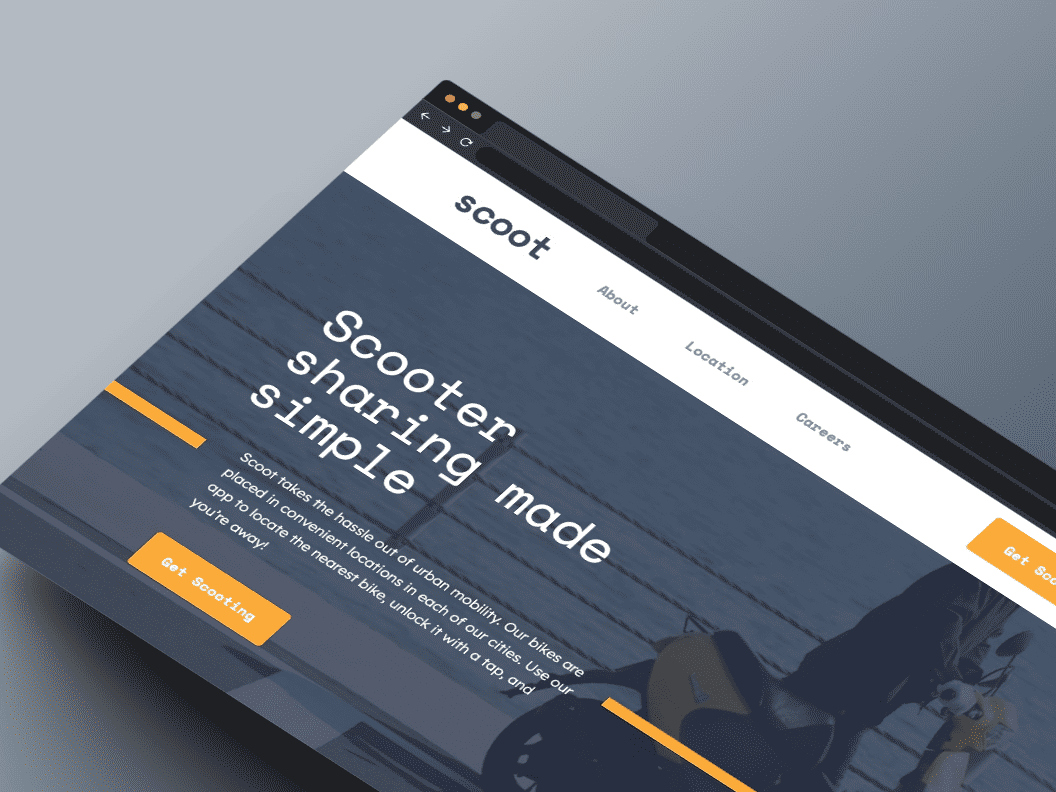 scoot
About
Location
Careers
Get
Scooter
sharing made
simple
Scoot takes the hassle out of urban mobility. Our bikes are
placed in convenient locations in each of our cities. Use our
app to locate the nearest bike, unlock it with a tap, and
you're away!
Get Scooting